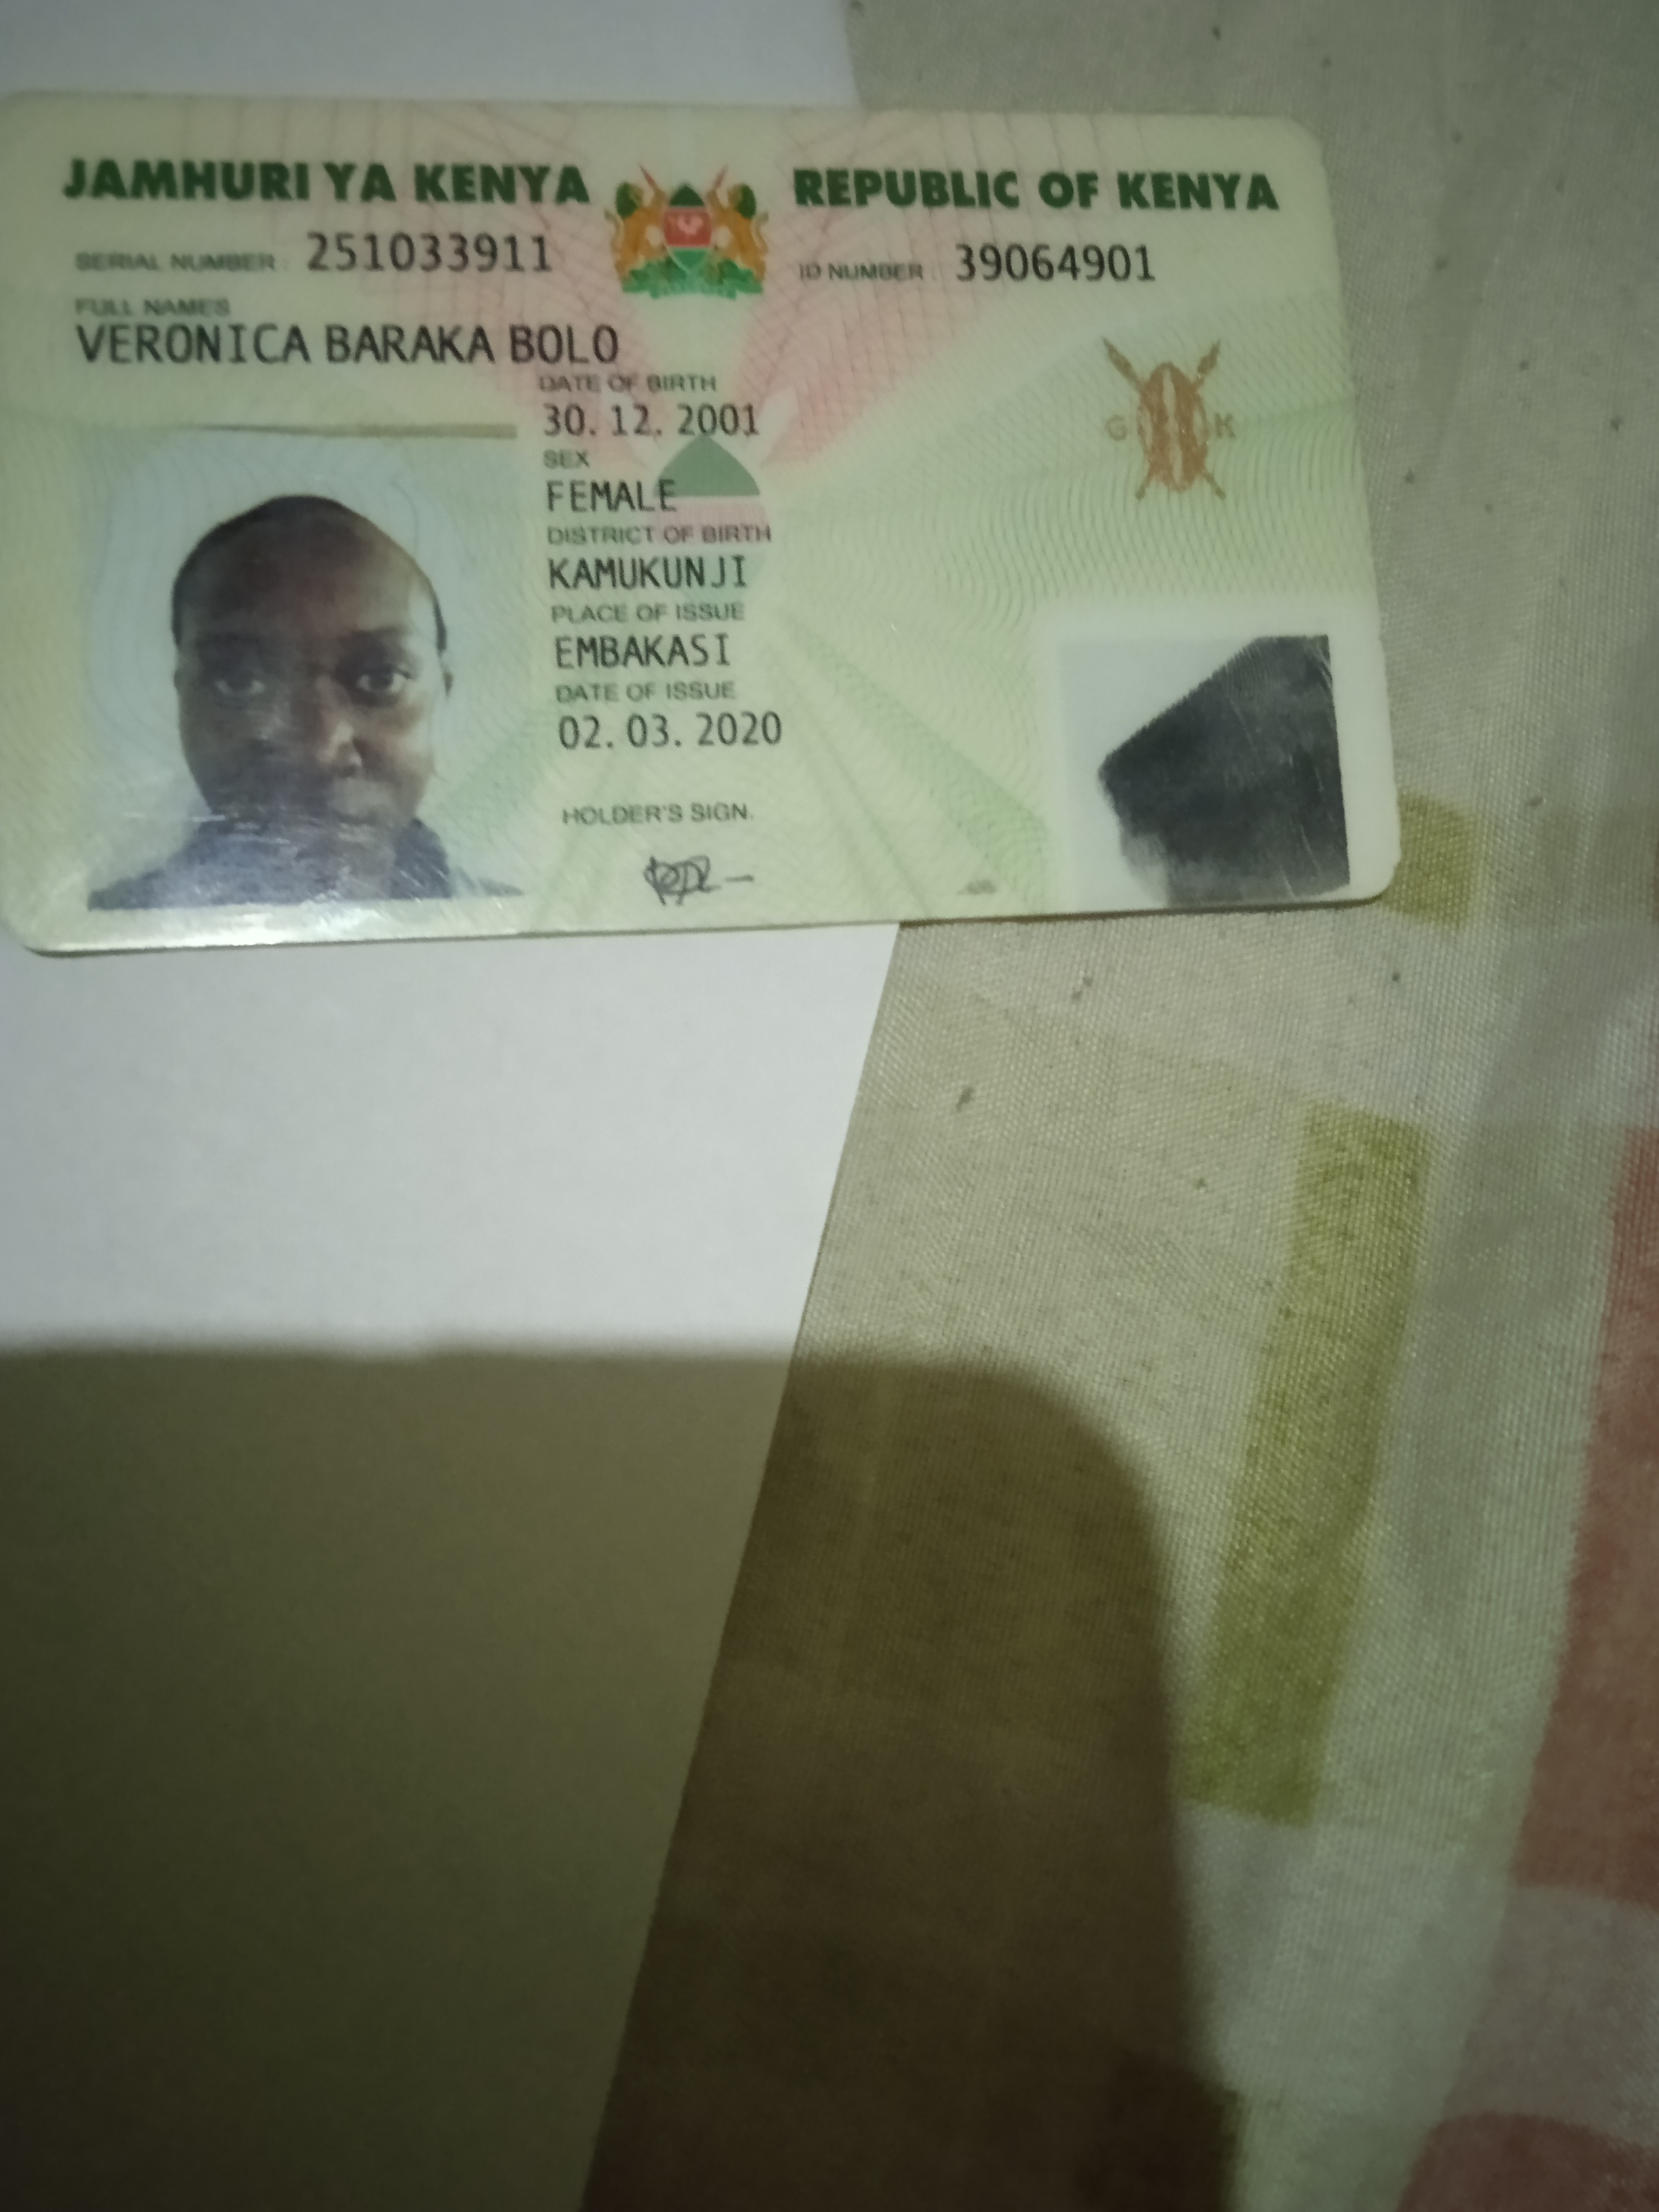 JAMHURI YA KENYA REPUBLIC OF KENYA
SERIAL NUMBER : 251033911 ID NUMBER : 39064901
FULL NAMES
VERONICA BARAKA BOLO
DATE OF BIRTH
30. 12. 2001
SEX
FEMALE
DISTRICT OF BIRTH
KAMUKUNJI
PLACE OF ISSUE
EMBAKASI
DATE OF ISSUE
02. 03. 2020
HOLDER'S SIGN.
G K